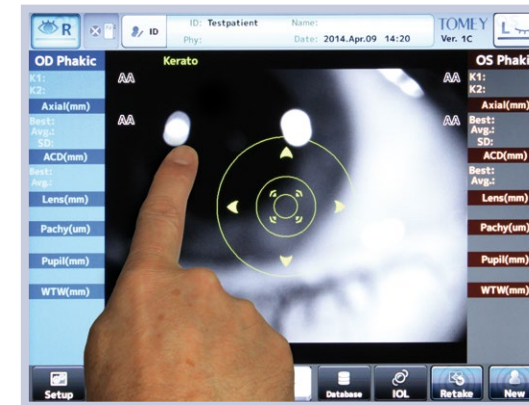 R
ID
ID: Testpatient
Name:
Phy:
Date: 2014.Apr.09 14:20
TOMEY
Ver. 1C
L
OD Phakic
K1:
K2:
Axial(mm)
Best:
Avg.:
SD:
ACD(mm)
Best:
Avg.:
Lens(mm)
Pachy(um)
Pupil(mm)
WTW(mm)
Kerato
AA
AA
AA
AA
OS Phaki
K1:
K2:
Axial(mm)
Best:
Avg.:
SD:
ACD(mm)
Best:
Avg.:
Lens(mm)
Pachy(um)
Pupil(mm)
WTW(mm)
Setup
Database
IOL
Retake
New